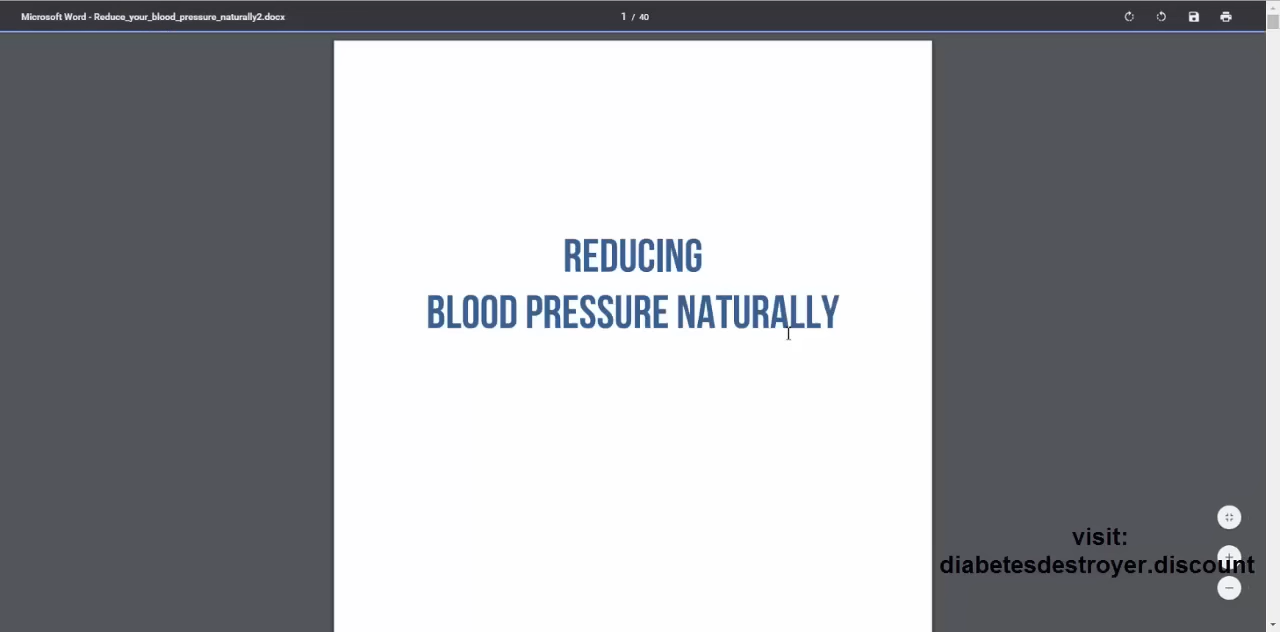 Microsoft Word - Reduce_your_blood_pressure_naturally2.docx
1 / 40
REDUCING
BLOOD PRESSURE NATURALLY
visit:
diabetesdestroyer.discount